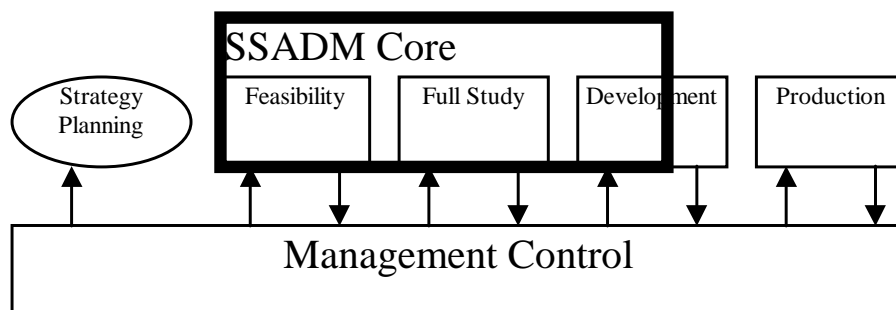 SSADM Core
Strategy
Planning
Feasibility
Full Study
Development
Production
Management Control